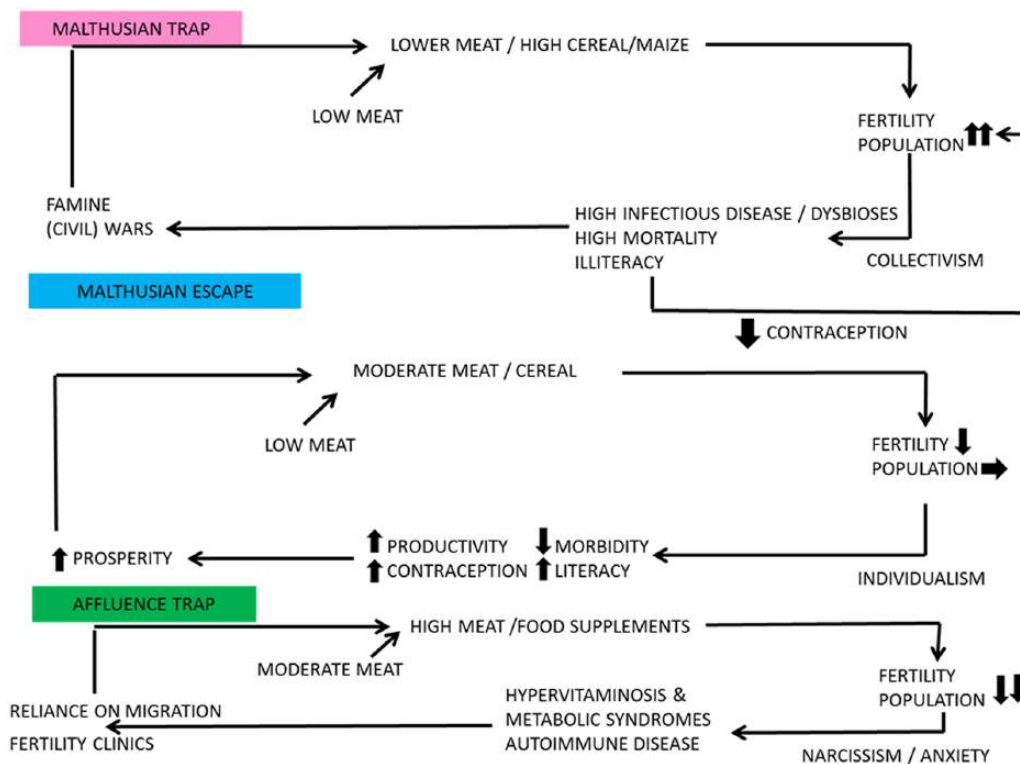 MALTHUSIAN TRAP
LOWER MEAT / HIGH CEREAL/MAIZE
LOW MEAT
FERTILITY
POPULATION
FAMINE
(CIVIL) WARS
HIGH INFECTIOUS DISEASE / DYSBIOSES
HIGH MORTALITY
ILLITERACY
COLLECTIVISM
MALTHUSIAN ESCAPE
CONTRACEPTION
MODERATE MEAT / CEREAL
LOW MEAT
FERTILITY
POPULATION
PROSPERITY
PRODUCTIVITY
CONTRACEPTION
MORBIDITY
LITERACY
INDIVIDUALISM
AFFLUENCE TRAP
HIGH MEAT /FOOD SUPPLEMENTS
MODERATE MEAT
FERTILITY
POPULATION
RELIANCE ON MIGRATION
FERTILITY CLINICS
HYPERVITAMINOSIS &
METABOLIC SYNDROMES
AUTOIMMUNE DISEASE
NARCISSISM / ANXIETY